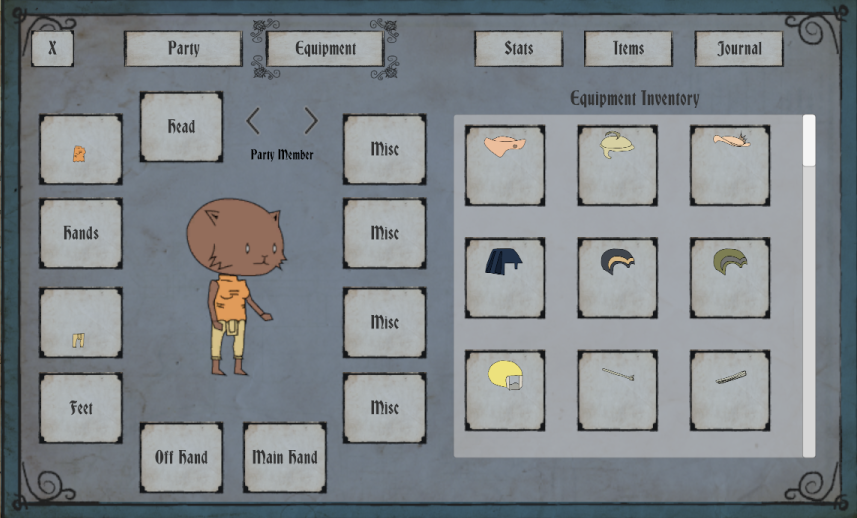 X
Party
Equipment
Stats
Items
Journal
Head
Party Member
Misc
Equipment Inventory
Hands
Misc
Misc
Feet
Misc
Off Hand
Main Hand